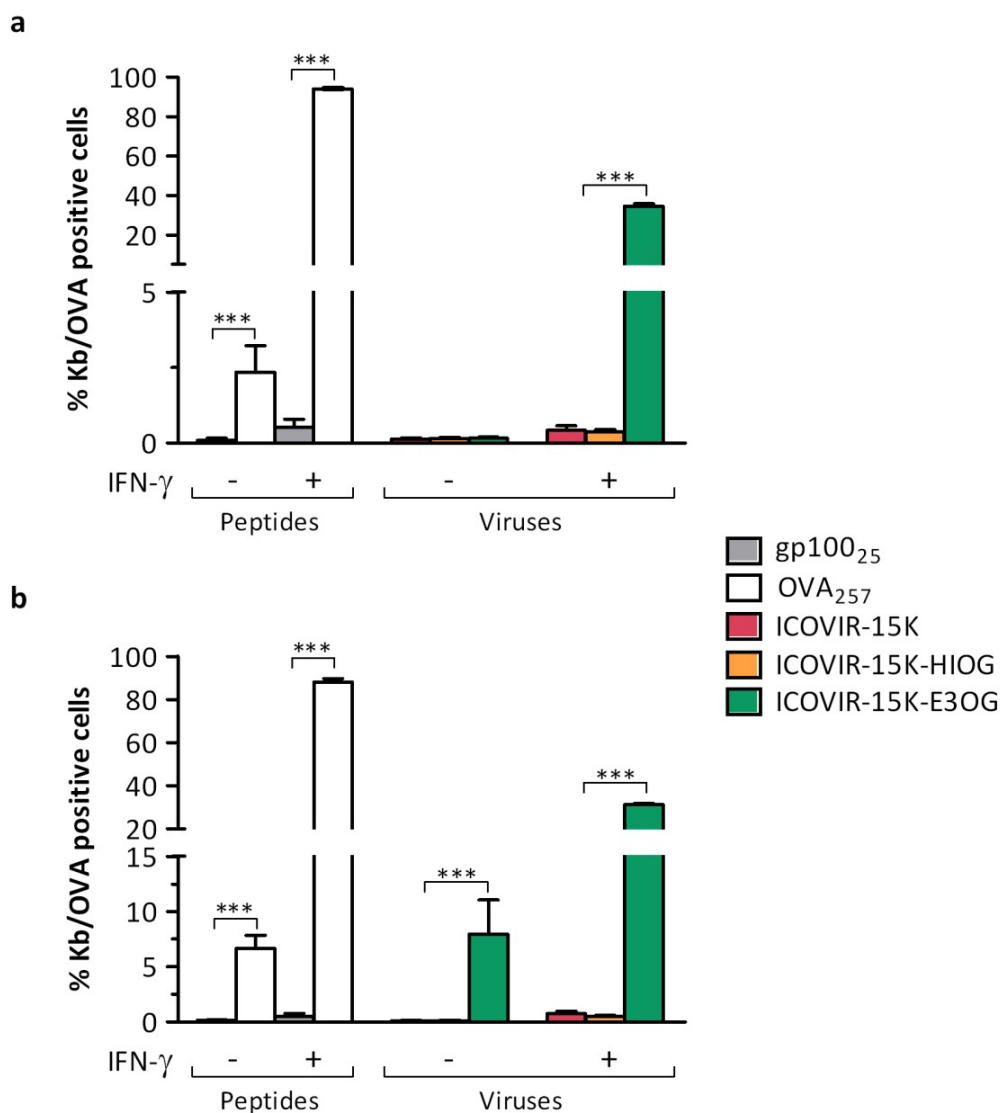 a
% Kb/OVA positive cells
100
80
60
40
20
5
0
***
***
***
IFN-γ - + - +
Peptides Viruses
gp100₂₅
OVA₂₅₇
ICOVIR-15K
ICOVIR-15K-HIOG
ICOVIR-15K-E3OG
b
% Kb/OVA positive cells
100
80
60
40
20
15
10
5
0
***
***
***
***
IFN-γ - + - +
Peptides Viruses